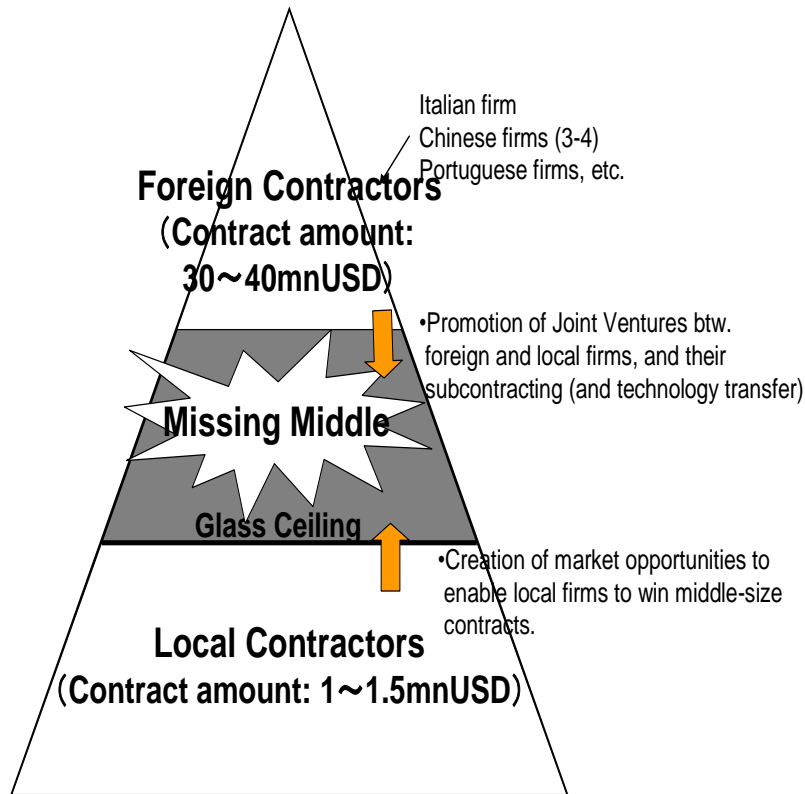 Italian firm
Chinese firms (3-4)
Portuguese firms, etc.
Foreign Contractors
（Contract amount:
30～40mnUSD）
•Promotion of Joint Ventures btw.
foreign and local firms, and their
subcontracting (and technology transfer)
Missing Middle
Glass Ceiling
•Creation of market opportunities to
enable local firms to win middle-size
contracts.
Local Contractors
（Contract amount: 1～1.5mnUSD）